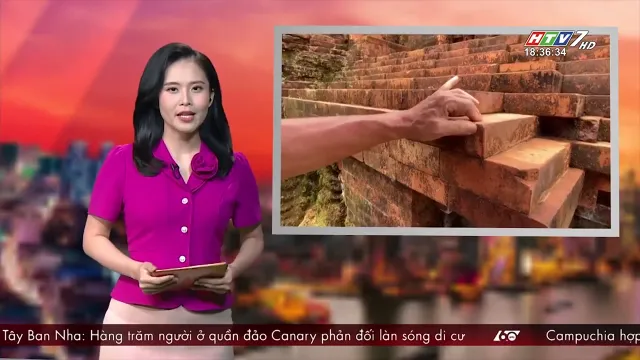 HTV7 HD
18:36:34
Tây Ban Nha: Hàng trăm người ở quần đảo Canary phản đối làn sóng di cư
60
Campuchia hợp